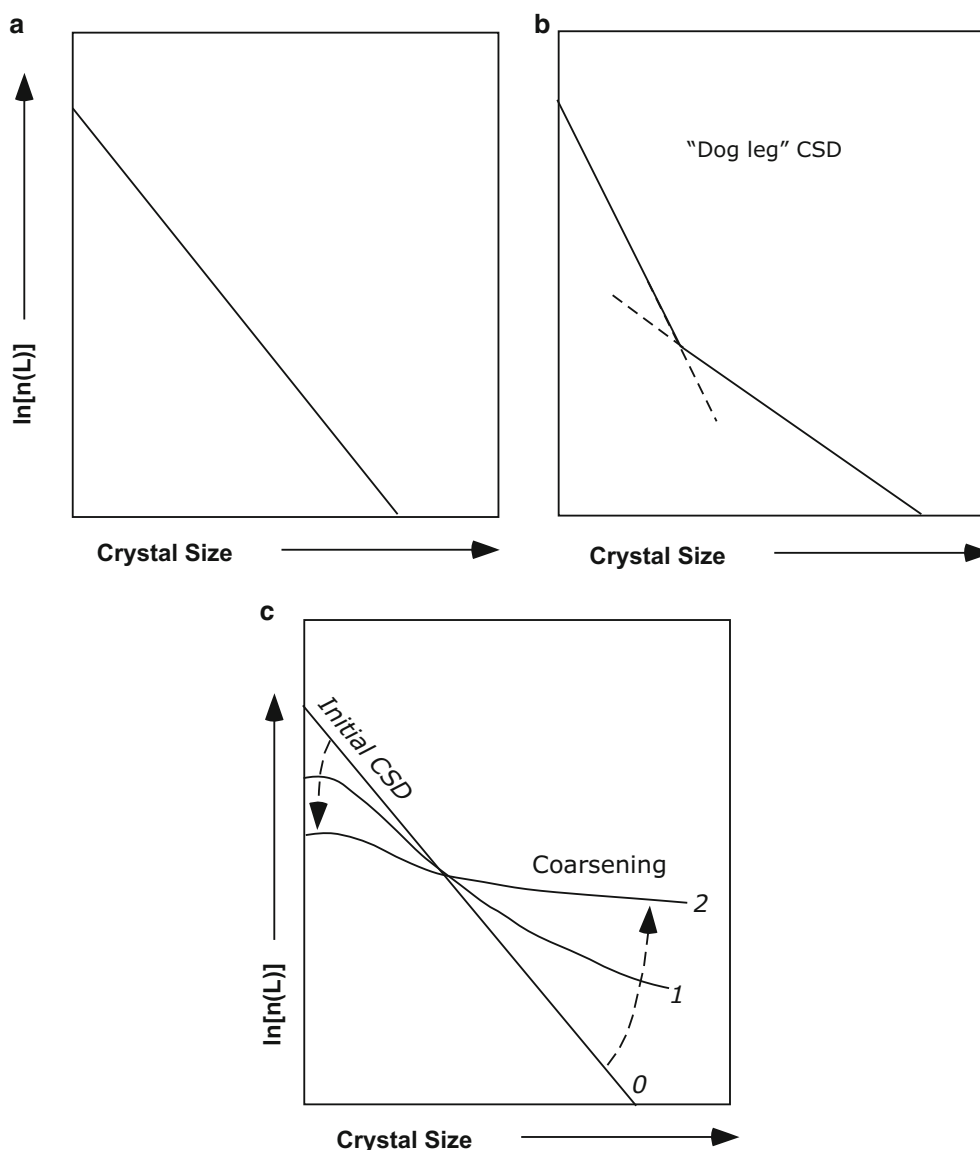 a
ln[n(L)]
Crystal Size
b
“Dog leg” CSD
Crystal Size
c
ln[n(L)]
Initial CSD
Coarsening
2
1
0
Crystal Size